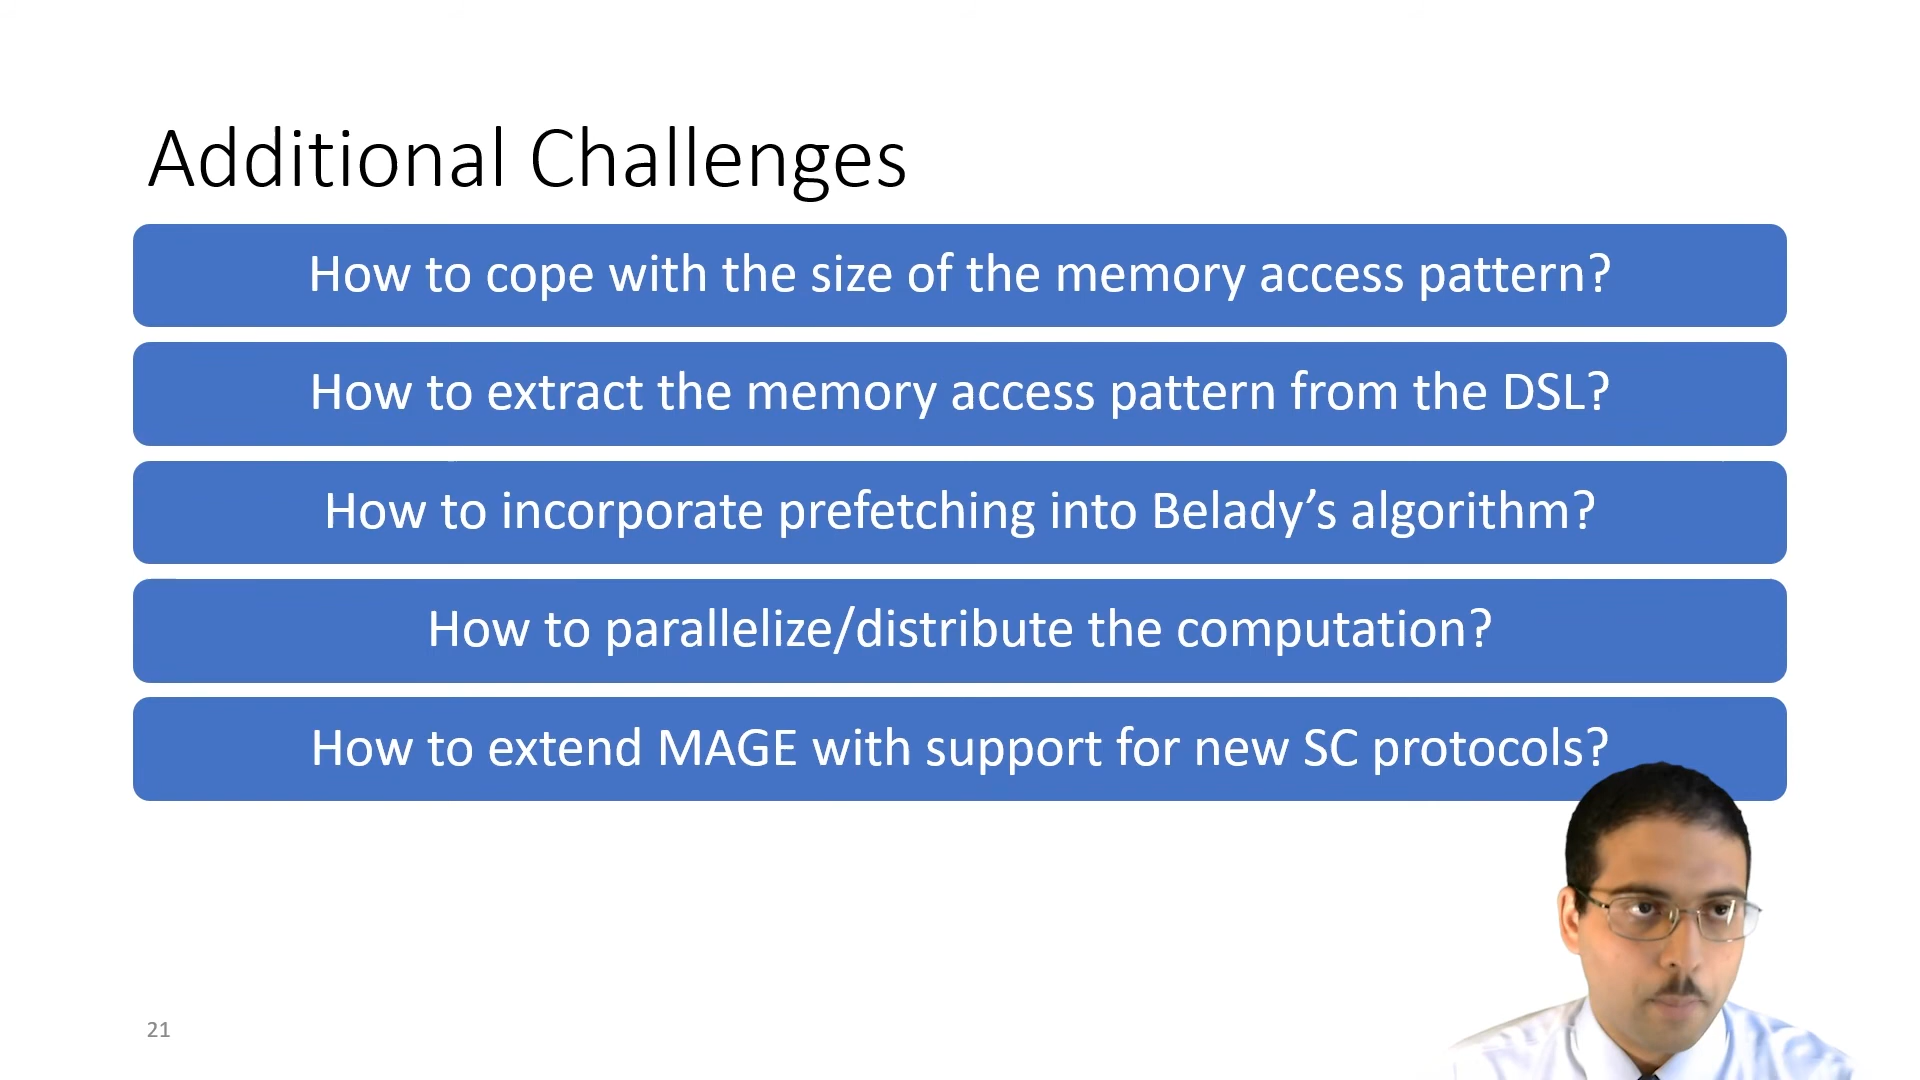 Additional Challenges
How to cope with the size of the memory access pattern?
How to extract the memory access pattern from the DSL?
How to incorporate prefetching into Belady’s algorithm?
How to parallelize/distribute the computation?
How to extend MAGE with support for new SC protocols?
21